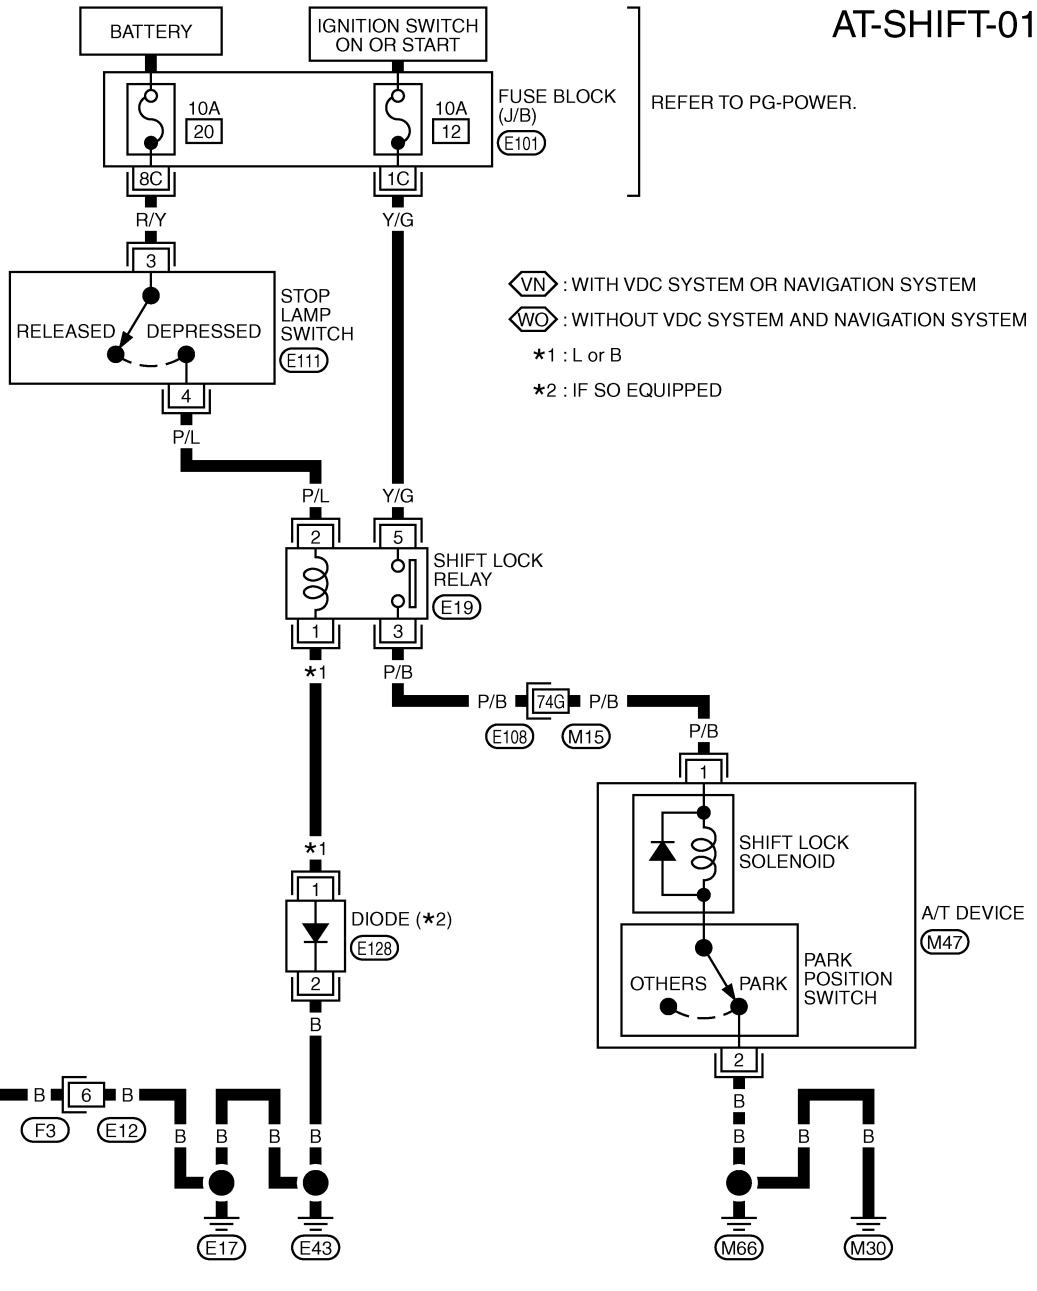 AT-SHIFT-01
BATTERY
IGNITION SWITCH
ON OR START
10A
20
10A
12
FUSE BLOCK
(J/B)
E101
REFER TO PG-POWER.
8C
1C
R/Y
Y/G
3
RELEASED
DEPRESSED
STOP
LAMP
SWITCH
E111
4
P/L
VN : WITH VDC SYSTEM OR NAVIGATION SYSTEM
WO : WITHOUT VDC SYSTEM AND NAVIGATION SYSTEM
*1 : L or B
*2 : IF SO EQUIPPED
P/L
Y/G
2
5
SHIFT LOCK
RELAY
E19
1
3
*1
P/B
P/B
74G
P/B
E108
M15
P/B
1
SHIFT LOCK
SOLENOID
*1
1
DIODE (*2)
E128
2
A/T DEVICE
M47
PARK
POSITION
SWITCH
OTHERS
PARK
B
2
B
6
B
F3
E12
B
B
B
B
B
B
B
B
E17
E43
M66
M30